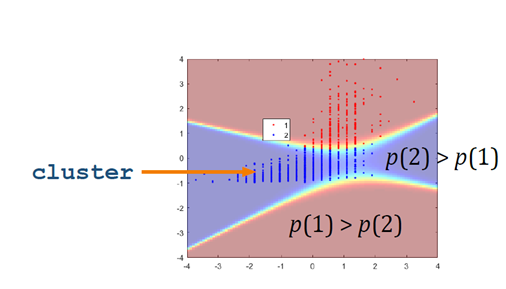 4
3
2
1
0
-1
-2
-3
-4
1
2
cluster
p(2) > p(1)
p(1) > p(2)
-4 -3 -2 -1 0 1 2 3 4